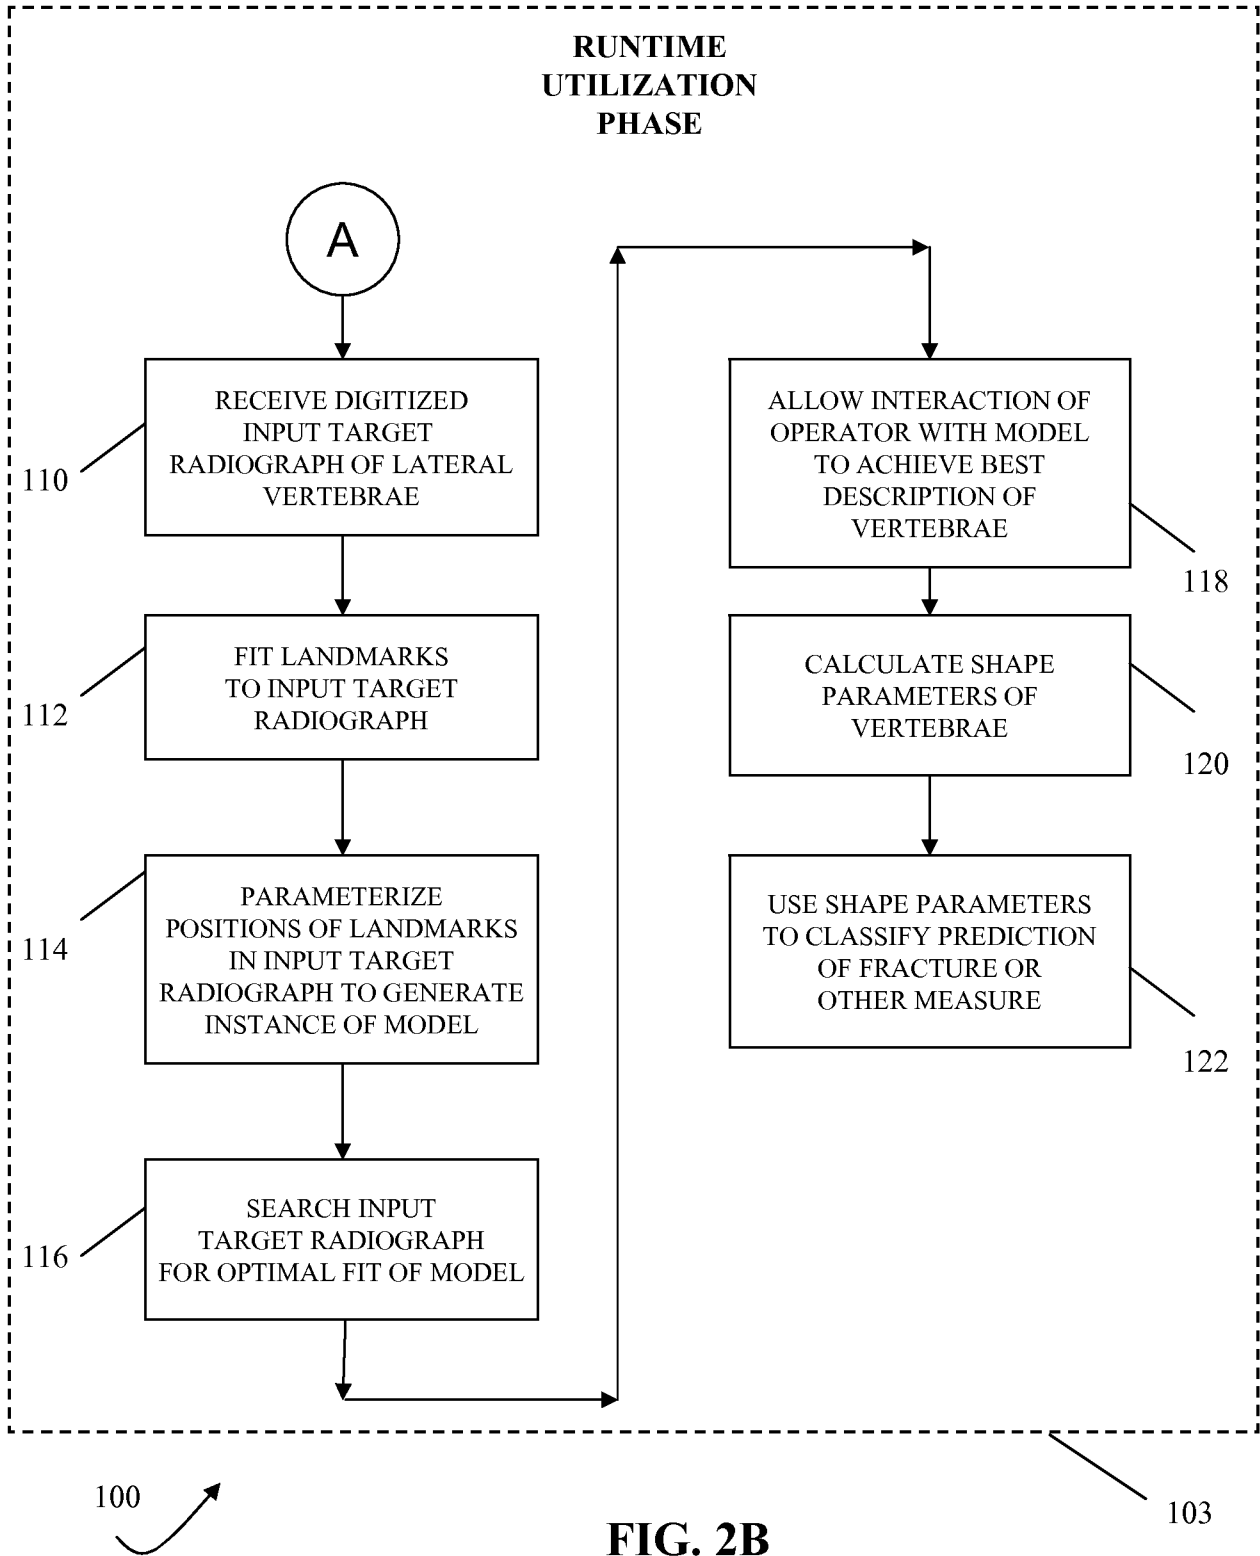 RUNTIME
UTILIZATION
PHASE
A
RECEIVE DIGITIZED
INPUT TARGET
RADIOGRAPH OF LATERAL
VERTEBRAE
110
FIT LANDMARKS
TO INPUT TARGET
RADIOGRAPH
112
PARAMETERIZE
POSITIONS OF LANDMARKS
IN INPUT TARGET
RADIOGRAPH TO GENERATE
INSTANCE OF MODEL
114
SEARCH INPUT
TARGET RADIOGRAPH
FOR OPTIMAL FIT OF MODEL
116
ALLOW INTERACTION OF
OPERATOR WITH MODEL
TO ACHIEVE BEST
DESCRIPTION OF
VERTEBRAE
118
CALCULATE SHAPE
PARAMETERS OF
VERTEBRAE
120
USE SHAPE PARAMETERS
TO CLASSIFY PREDICTION
OF FRACTURE OR
OTHER MEASURE
122
100
103
FIG. 2B